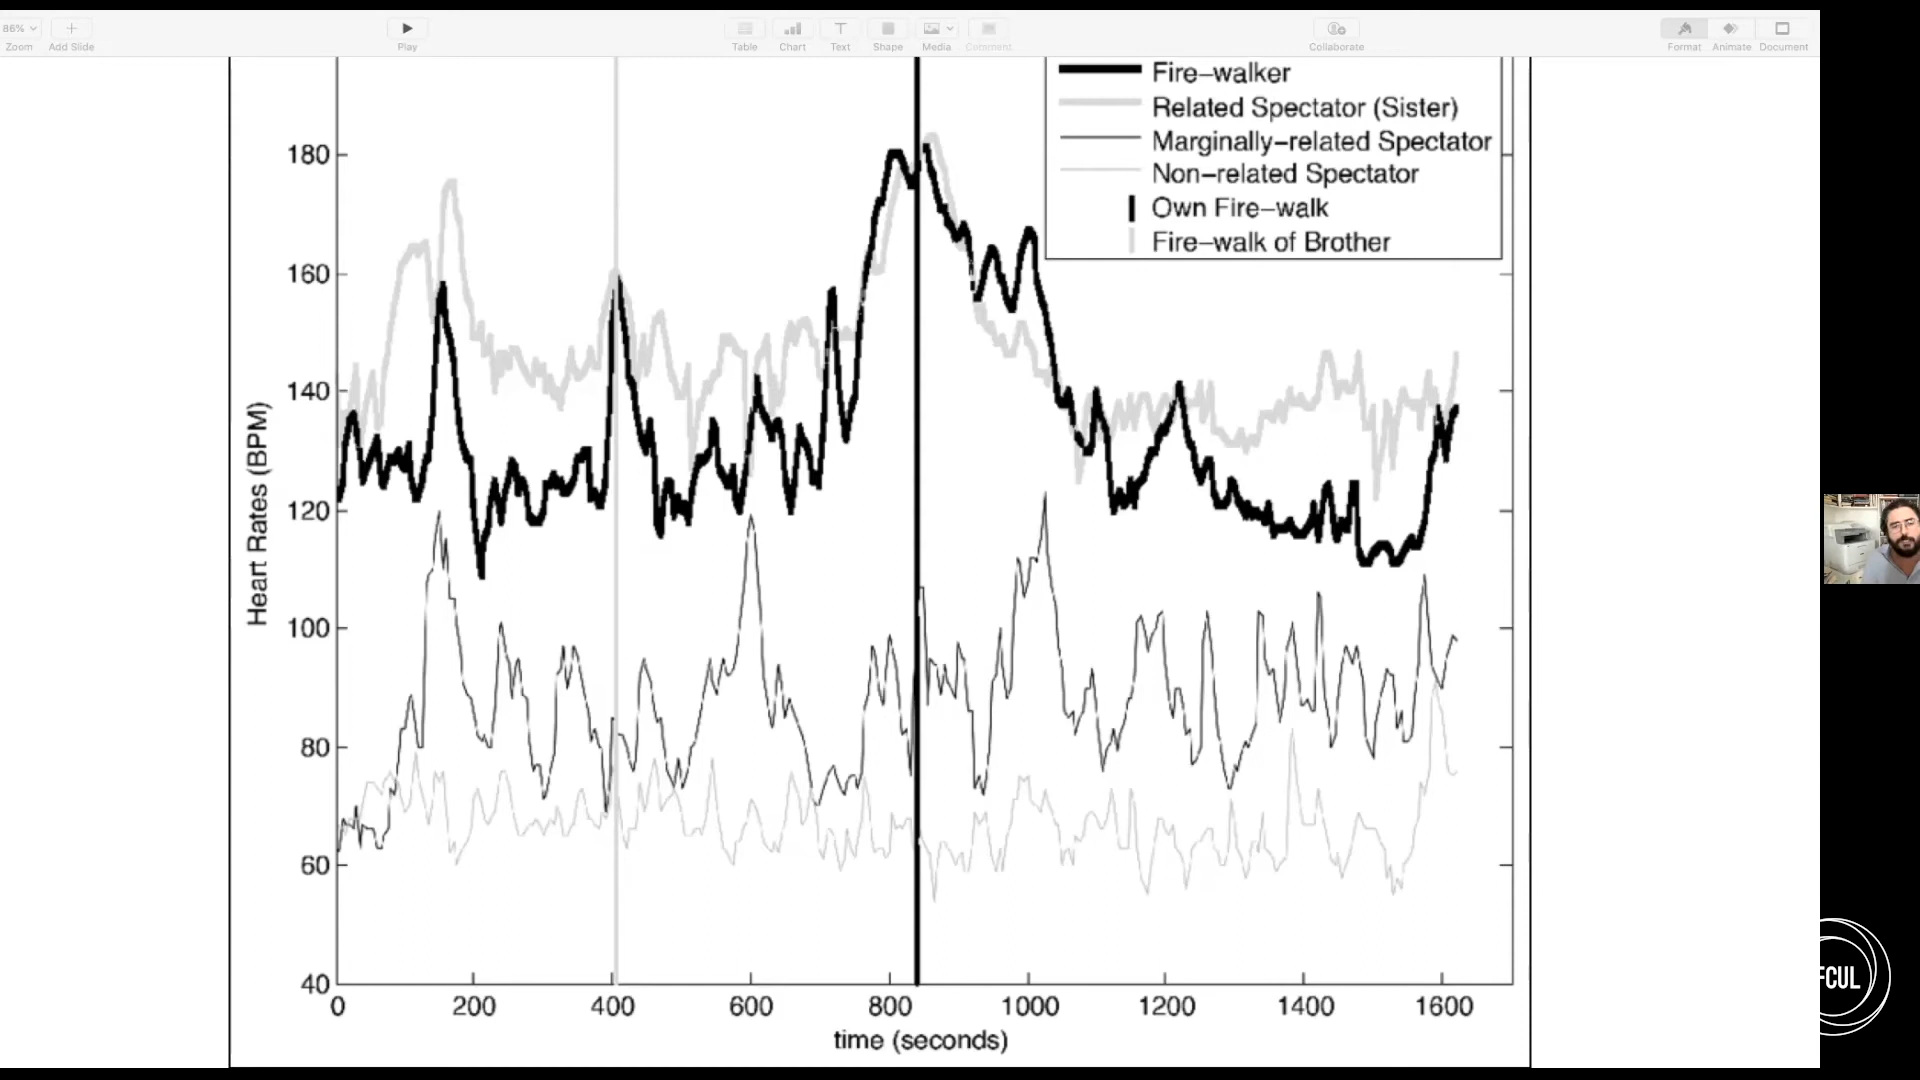 86%
Zoom
Add Slide
Play
Table
Chart
Text
Shape
Media
Comment
Collaborate
Format
Animate
Document
Fire–walker
Related Spectator (Sister)
Marginally–related Spectator
Non–related Spectator
Own Fire–walk
Fire–walk of Brother
180
160
140
120
100
80
60
40
Heart Rates (BPM)
0 200 400 600 800 1000 1200 1400 1600
time (seconds)
FCUL